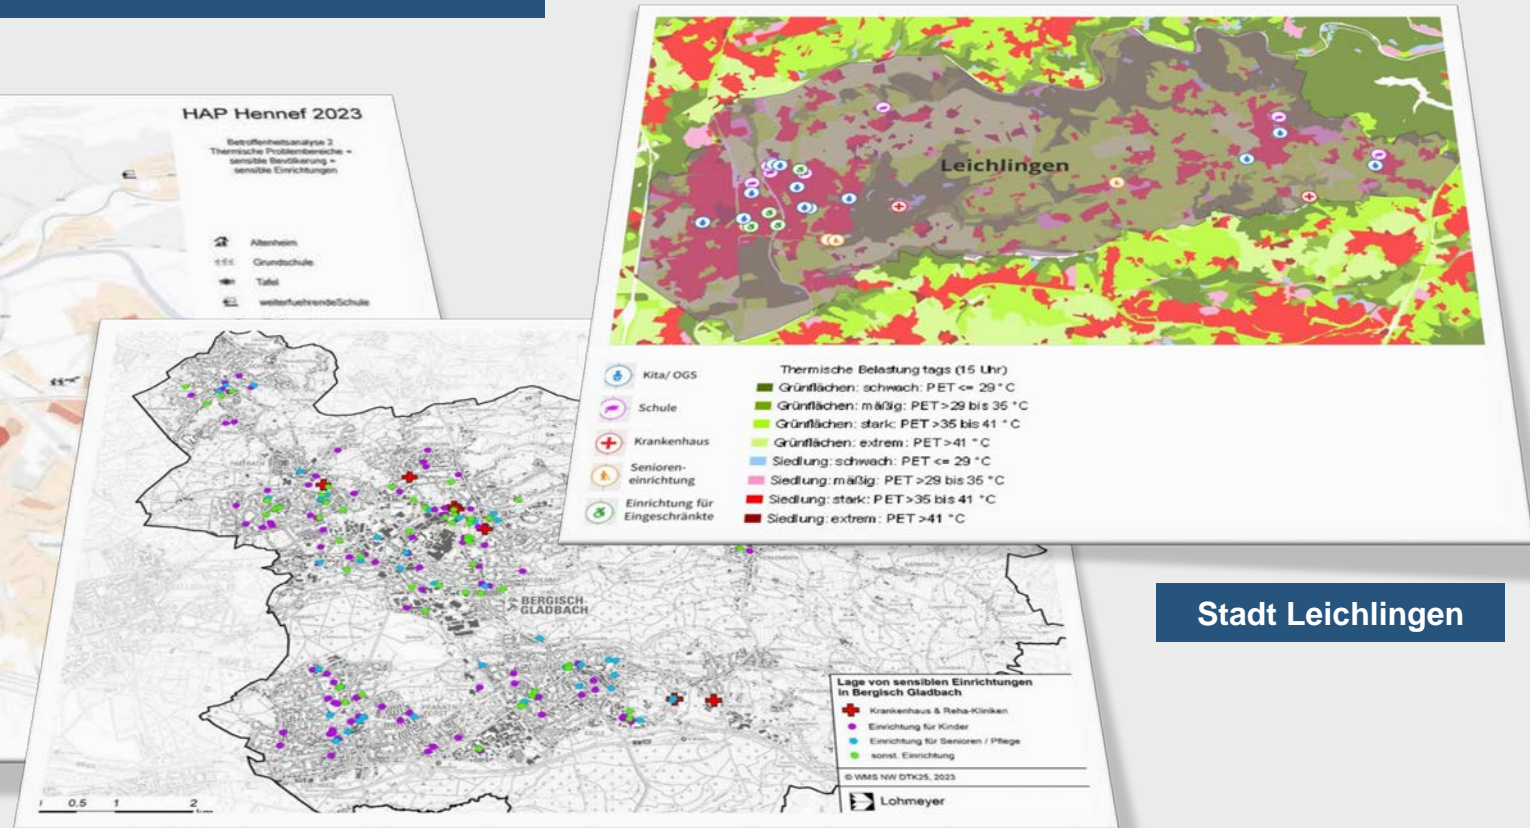 HAP Hennef 2023
Betroffenheitsanalyse 2
Thermische Problembereiche +
sensible Bevölkerung +
sensible Einrichtungen
Altenheim
Grundschule
Tafel
weiterfuehrendeSchule
Leichlingen
Kita/ OGS
Schule
Krankenhaus
Senioren-
einrichtung
Einrichtung für
Eingeschränkte
Thermische Belastung tags (15 Uhr)
Grünflächen: schwach: PET <= 29 °C
Grünflächen: mäßig: PET >29 bis 35 °C
Grünflächen: stark: PET >35 bis 41 °C
Grünflächen: extrem: PET >41 °C
Siedlung: schwach: PET <= 29 °C
Siedlung: mäßig: PET >29 bis 35 °C
Siedlung: stark: PET >35 bis 41 °C
Siedlung: extrem: PET >41 °C
BERGISCH-
GLADBACH
Stadt Leichlingen
Lage von sensiblen Einrichtungen
in Bergisch Gladbach
Krankenhaus & Reha-Kliniken
Einrichtung für Kinder
Einrichtung für Senioren / Pflege
sonst. Einrichtung
© WMS NW DTK25, 2023
Lohmeyer
0.5 1 2
km